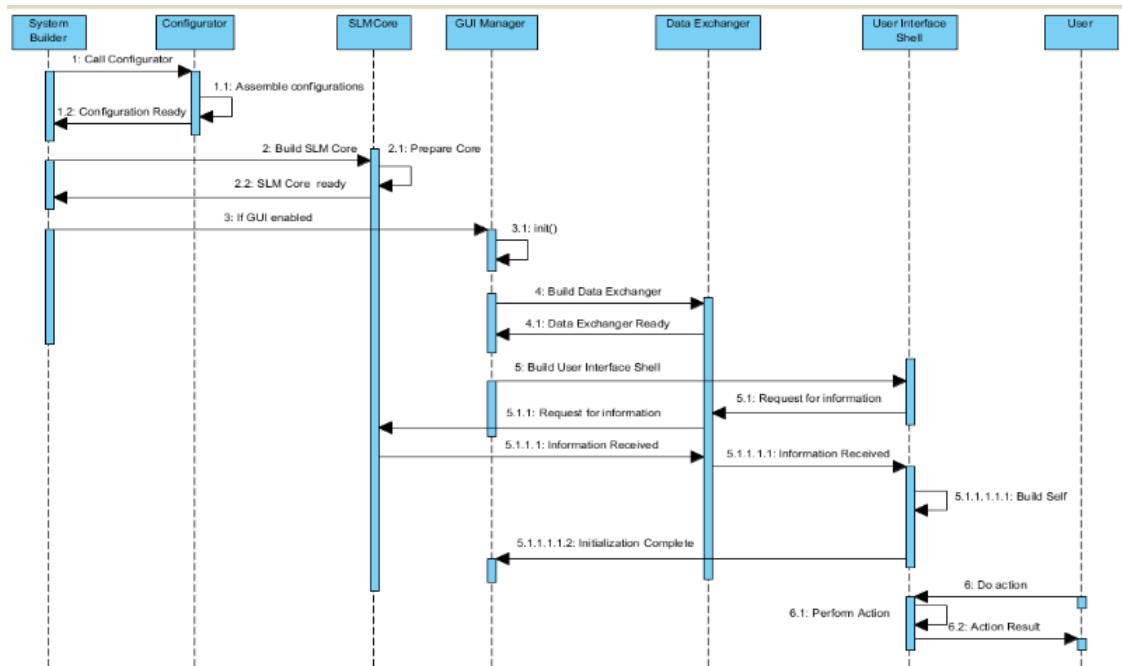 System
Builder
Configurator
SLMCore
GUI Manager
Data Exchanger
User Interface
Shell
User
1: Call Configurator
1.1: Assemble configurations
1.2: Configuration Ready
2: Build SLM Core
2.1: Prepare Core
2.2: SLM Core ready
3: If GUI enabled
3.1: init()
4: Build Data Exchanger
4.1: Data Exchanger Ready
5: Build User Interface Shell
5.1: Request for information
5.1.1: Request for information
5.1.1.1: Information Received
5.1.1.1.1: Information Received
5.1.1.1.1.1: Build Self
5.1.1.1.1.2: Initialization Complete
6: Do action
6.1: Perform Action
6.2: Action Result